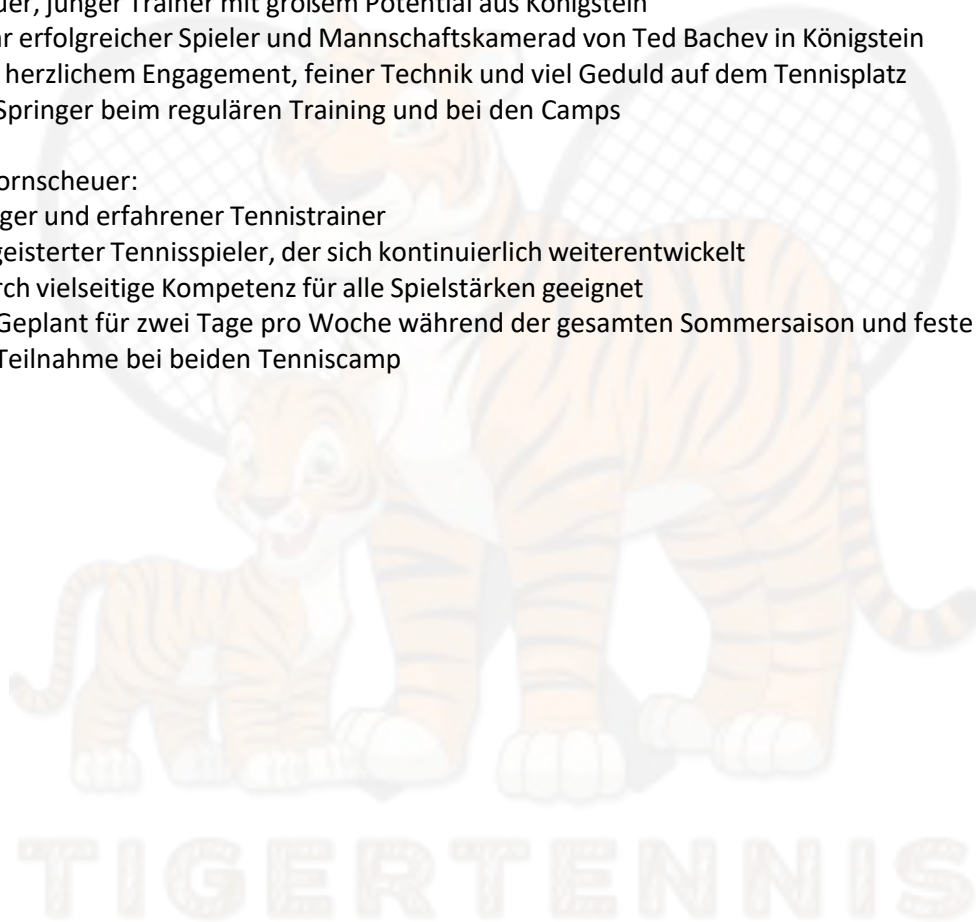 uer, junger Trainer mit großem Potential aus Königstein
r erfolgreicher Spieler und Mannschaftskamerad von Ted Bachev in Königstein
herzlichem Engagement, feiner Technik und viel Geduld auf dem Tennisplatz
Springer beim regulären Training und bei den Camps
ornscheuer:
ger und erfahrener Tennistrainer
geisterter Tennisspieler, der sich kontinuierlich weiterentwickelt
rch vielseitige Kompetenz für alle Spielstärken geeignet
Geplant für zwei Tage pro Woche während der gesamten Sommersaison und feste
Teilnahme bei beiden Tenniscamp
TIGERTENNIS